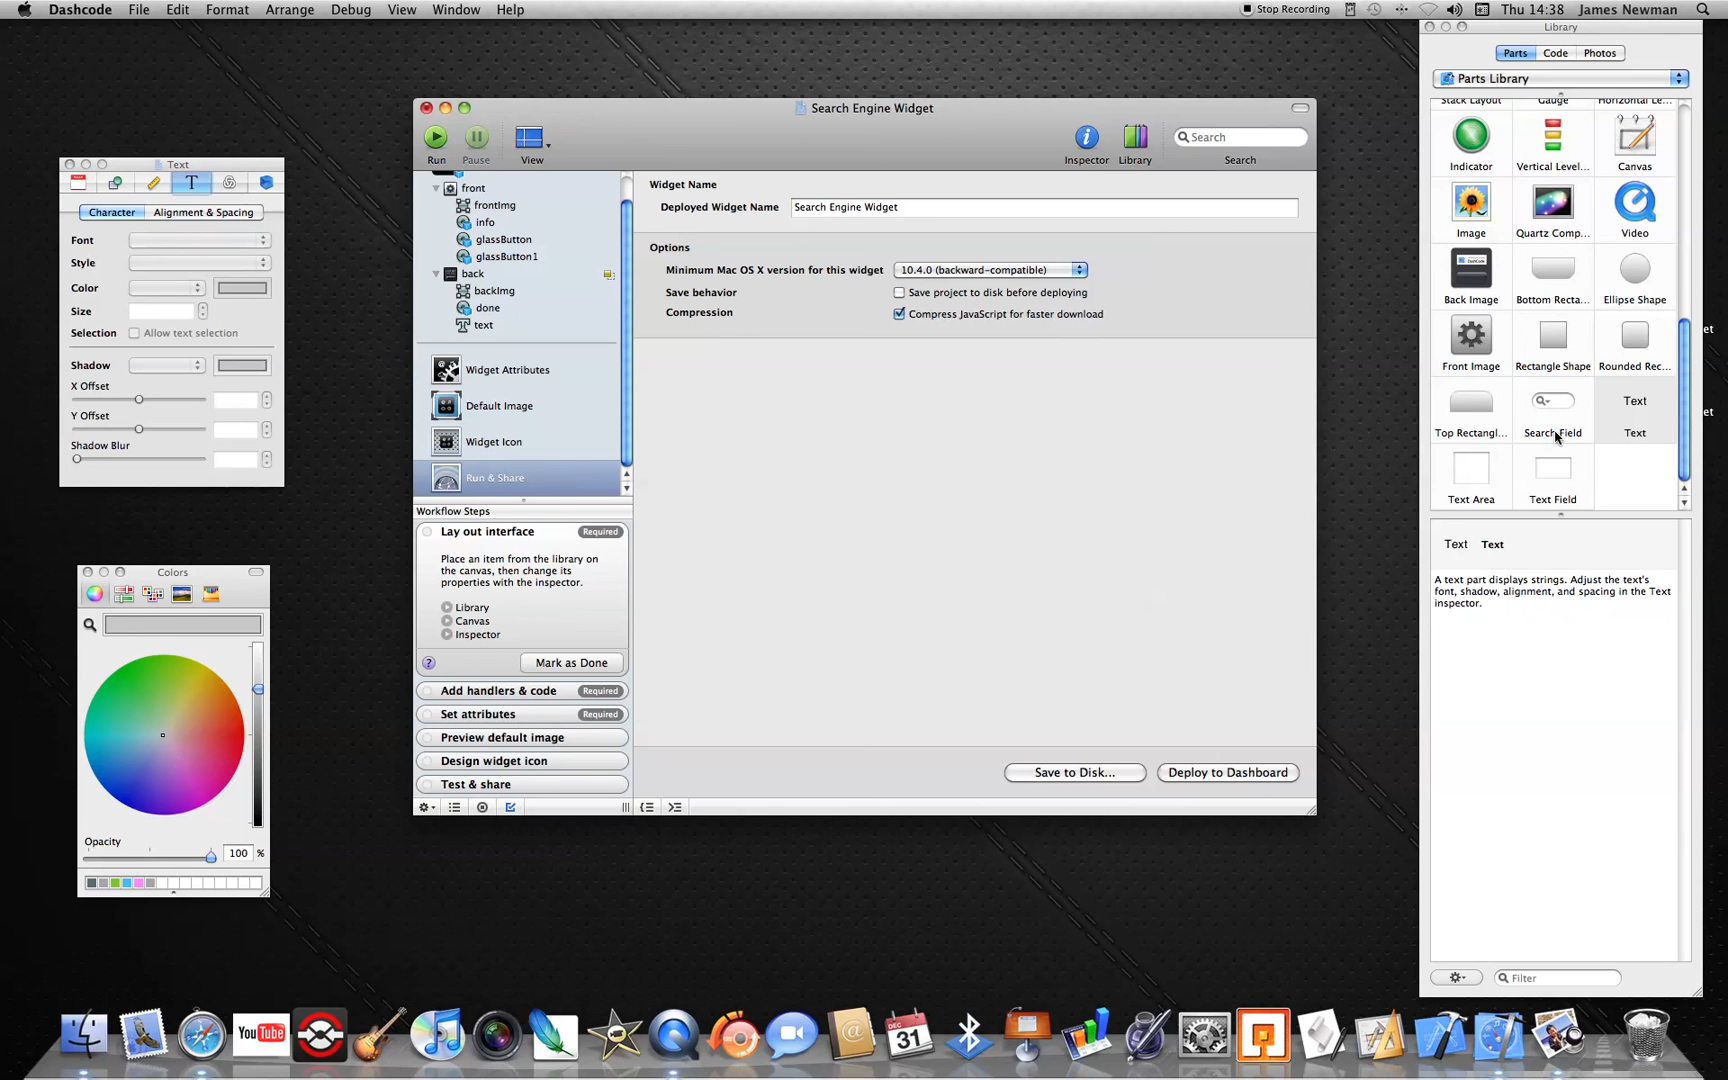 Dashcode File Edit Format Arrange Debug View Window Help
Stop Recording Thu 14:38 James Newman
Text
Character Alignment & Spacing
Font
Style
Color
Size
Selection Allow text selection
Shadow
X Offset
Y Offset
Shadow Blur
Colors
Opacity
100 %
Search Engine Widget
Run Pause View Inspector Library Search
Search
front
frontImg
info
glassButton
glassButton1
back
backImg
done
text
Widget Attributes
Default Image
Widget Icon
Run & Share
Workflow Steps
Lay out interface Required
Place an item from the library on
the canvas, then change its
properties with the inspector.
Library
Canvas
Inspector
? Mark as Done
Add handlers & code Required
Set attributes Required
Preview default image
Design widget icon
Test & share
Widget Name
Deployed Widget Name Search Engine Widget
Options
Minimum Mac OS X version for this widget 10.4.0 (backward-compatible)
Save behavior Save project to disk before deploying
Compression Compress JavaScript for faster download
Save to Disk... Deploy to Dashboard
Library
Parts Code Photos
Parts Library
Stack Layout Gauge Horizontal Le...
Indicator Vertical Level... Canvas
Image Quartz Comp... Video
Back Image Bottom Recta... Ellipse Shape
Front Image Rectangle Shape Rounded Rec...
Text
Top Rectangl... Search Field Text
Text Area Text Field
Text Text
A text part displays strings. Adjust the text's
font, shadow, alignment, and spacing in the Text
inspector.
Filter
et
et
YouTube
DEC
31